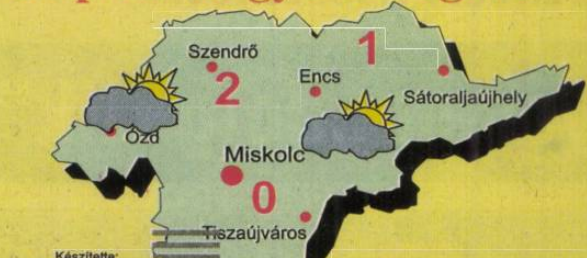 1
Szendrő
2
Encs
Sátoraljaújhely
Ózd
Miskolc
0
Tiszaújváros
Készítette: